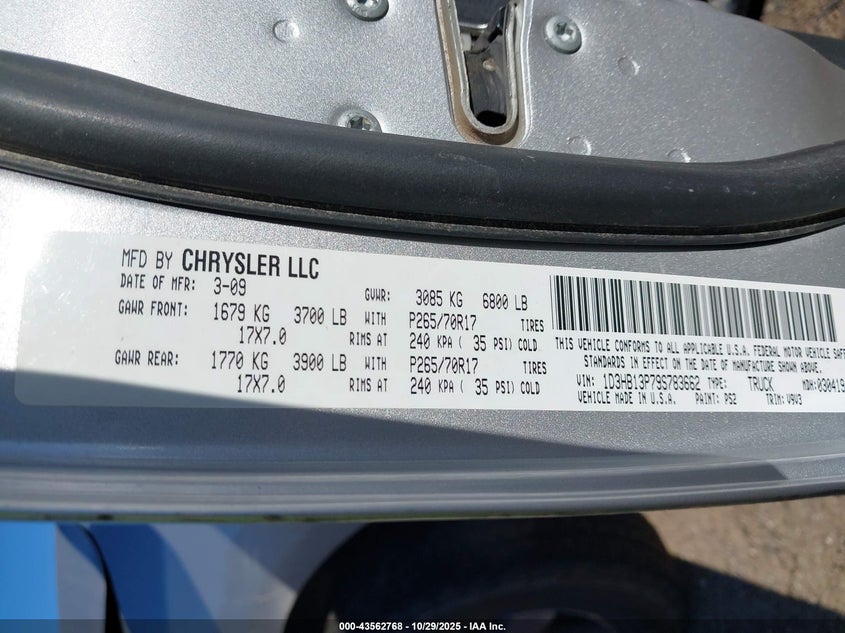 MFD BY CHRYSLER LLC
DATE OF MFR: 3-09 GVWR: 3085 KG 6800 LB
GAWR FRONT: 1679 KG 3700 LB WITH P265/70R17 TIRES
17X7.0 RIMS AT 240 KPA ( 35 PSI) COLD
GAWR REAR: 1770 KG 3900 LB WITH P265/70R17 TIRES
17X7.0 RIMS AT 240 KPA ( 35 PSI) COLD
THIS VEHICLE CONFORMS TO ALL APPLICABLE U.S.A. FEDERAL MOTOR VEHICLE SAFE
STANDARDS IN EFFECT ON THE DATE OF MANUFACTURE SHOWN ABOVE.
VIN: 1D3HB13P79S783662 TYPE: TRUCK MDH: 030419
VEHICLE MADE IN U.S.A. PAINT: PS2 TRIM: V9V3
000-43562768 - 10/29/2025 - IAA Inc.